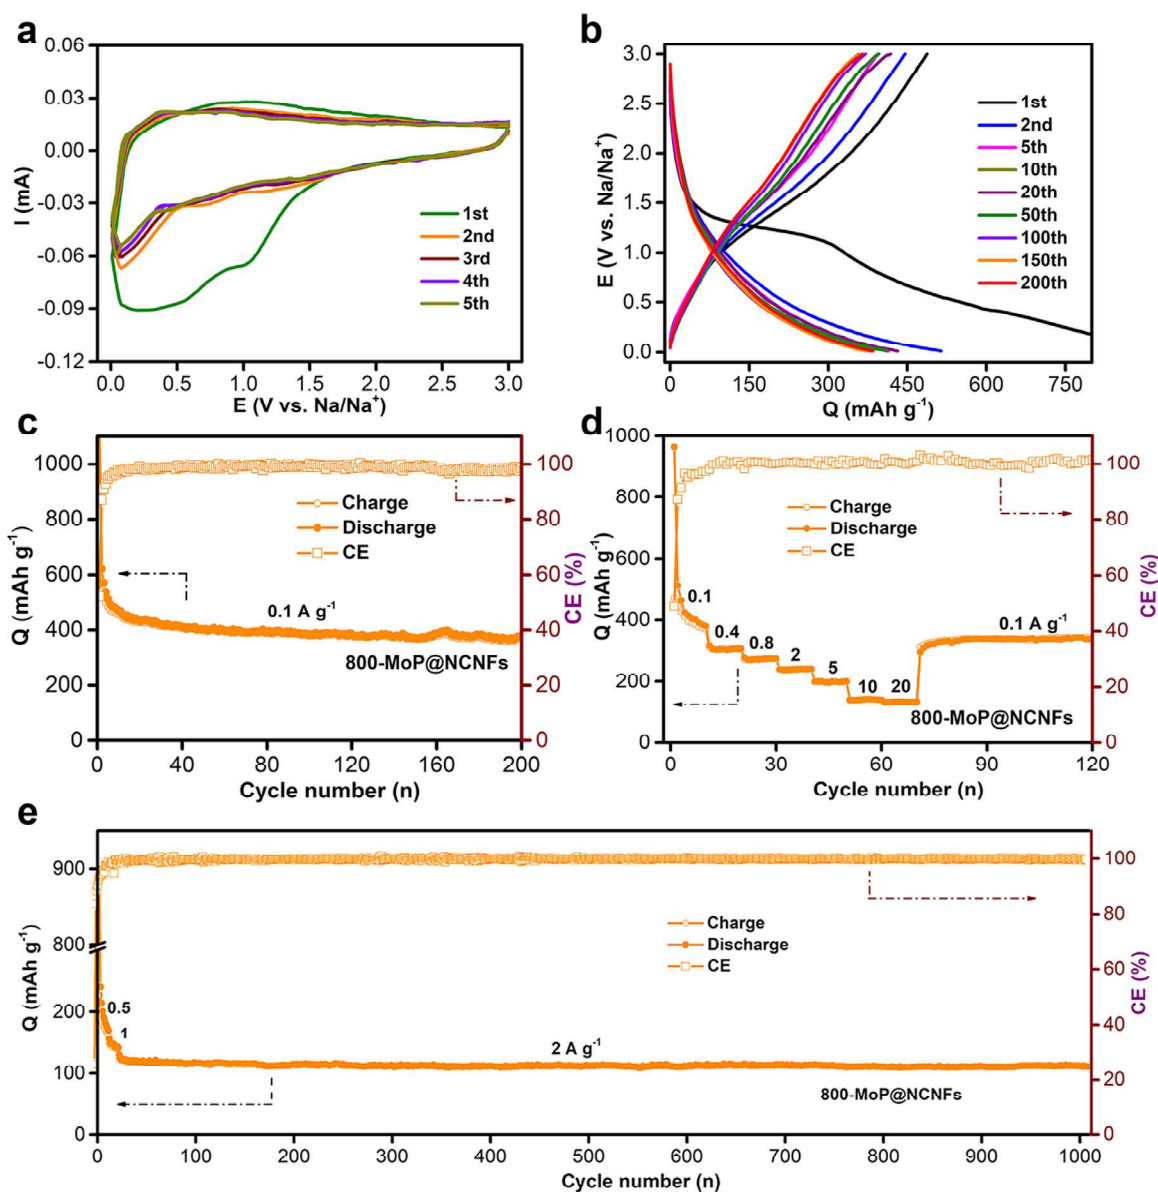 a
0.06
0.03
0.00
-0.03
-0.06
-0.09
-0.12
I (mA)
1st
2nd
3rd
4th
5th
0.0 0.5 1.0 1.5 2.0 2.5 3.0
E (V vs. Na/Na⁺)
b
3.0
2.5
2.0
1.5
1.0
0.5
0.0
E (V vs. Na/Na⁺)
1st
2nd
5th
10th
20th
50th
100th
150th
200th
0 150 300 450 600 750
Q (mAh g⁻¹)
c
1000
800
600
400
200
0
Q (mAh g⁻¹)
Charge
Discharge
CE
0.1 A g⁻¹
800-MoP@NCNFs
100
80
60
40
20
0
CE (%)
0 40 80 120 160 200
Cycle number (n)
d
1000
800
600
400
200
0
Q (mAh g⁻¹)
Charge
Discharge
CE
0.1
0.4
0.8
2
5
10
20
0.1 A g⁻¹
800-MoP@NCNFs
100
80
60
40
20
0
CE (%)
0 30 60 90 120
Cycle number (n)
e
900
800
200
100
0
Q (mAh g⁻¹)
0.5
1
2 A g⁻¹
Charge
Discharge
CE
800-MoP@NCNFs
100
80
60
40
20
0
CE (%)
0 100 200 300 400 500 600 700 800 900 1000
Cycle number (n)